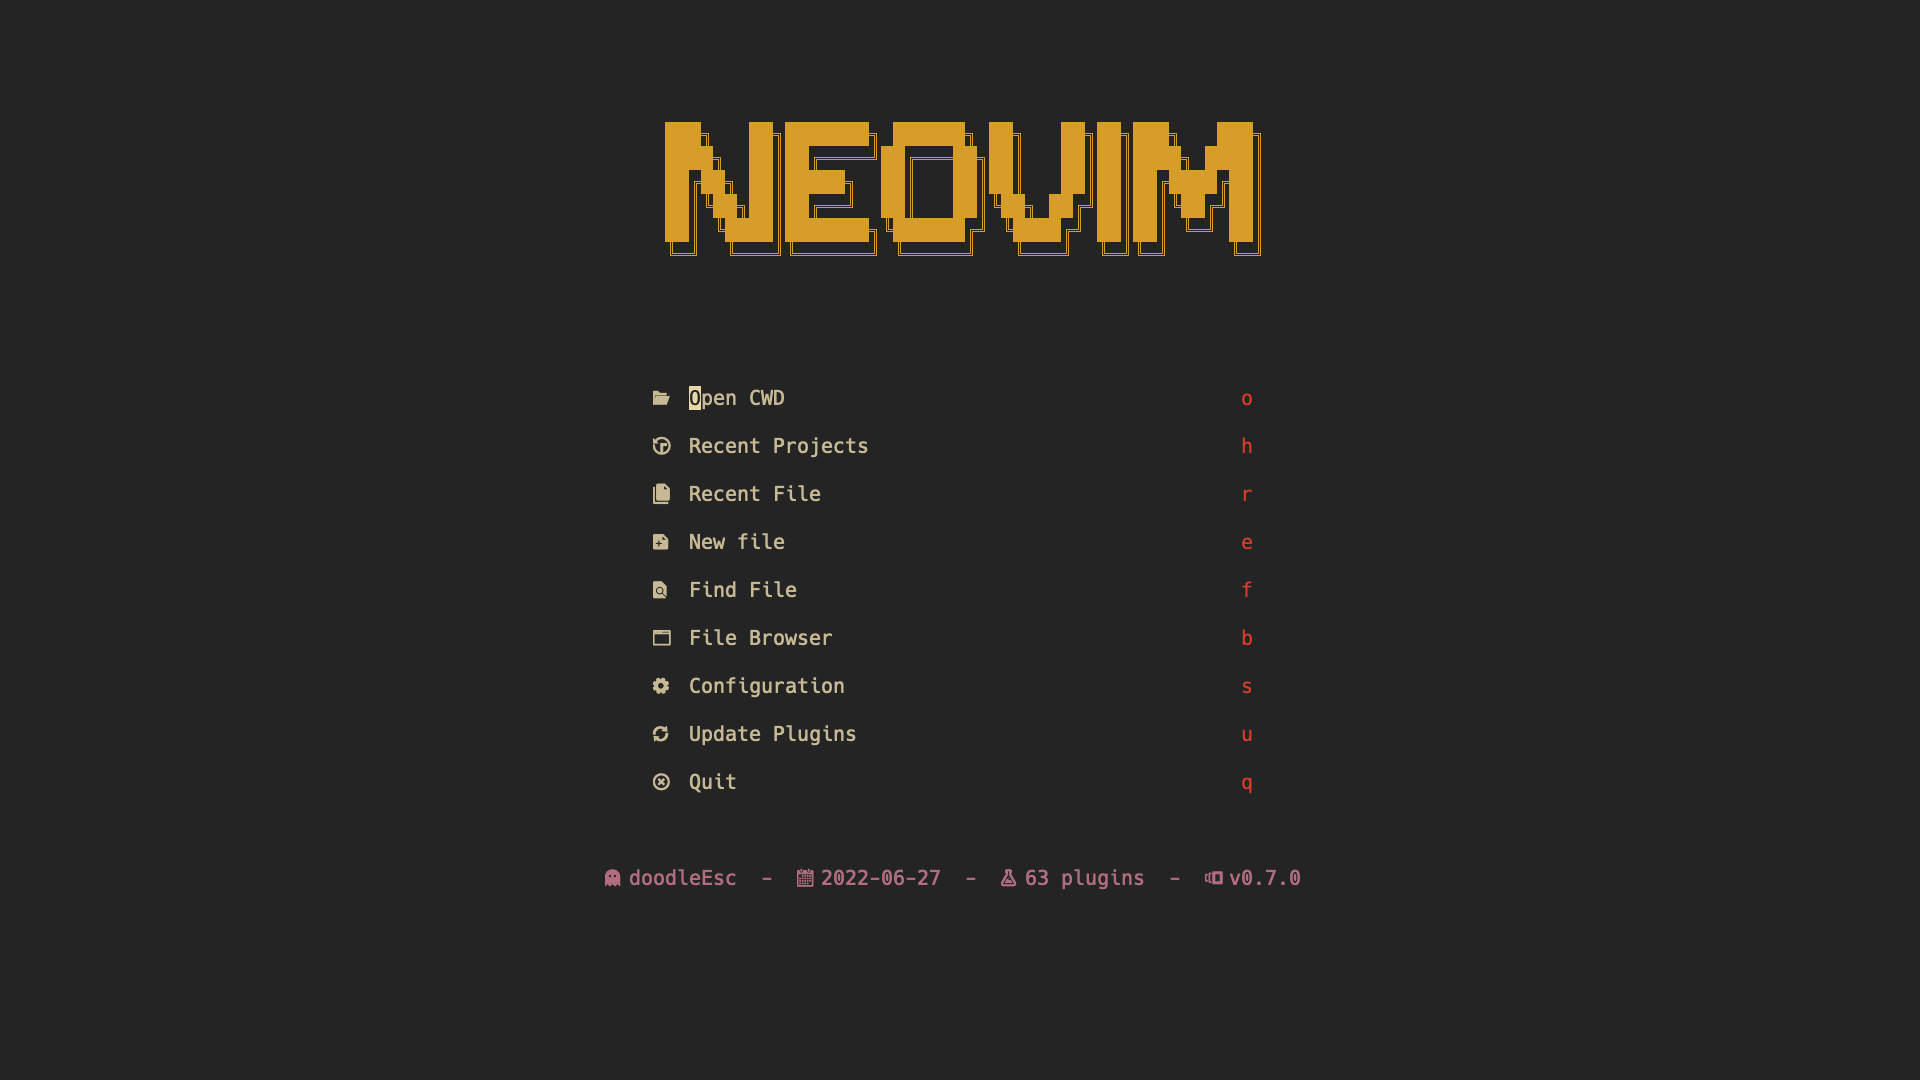 NEOVIM
Open CWD o
Recent Projects h
Recent File r
New file e
Find File f
File Browser b
Configuration s
Update Plugins u
Quit q
doodleEsc - 2022-06-27 - 63 plugins - v0.7.0